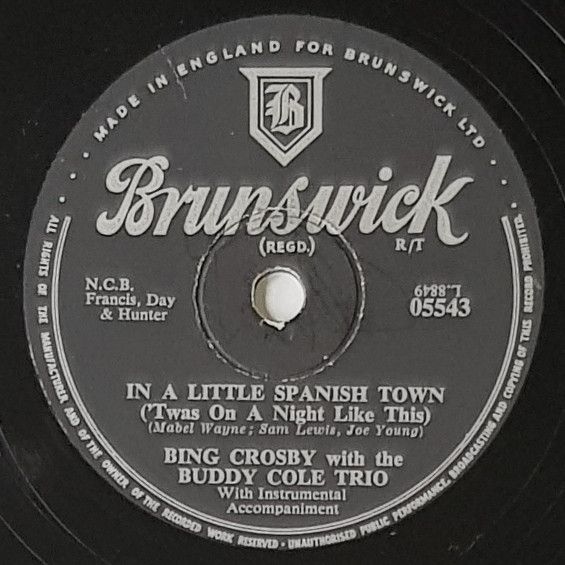 MADE IN ENGLAND FOR BRUNSWICK LTD
B
Brunswick
(REGD.)
R/T
N.C.B.
Francis, Day
& Hunter
L.8849
05543
IN A LITTLE SPANISH TOWN
('Twas On A Night Like This)
(Mabel Wayne; Sam Lewis, Joe Young)
BING CROSBY with the
BUDDY COLE TRIO
With Instrumental
Accompaniment
ALL RIGHTS OF THE MANUFACTURER AND OF THE OWNER OF THE RECORDED WORK RESERVED • UNAUTHORISED PUBLIC PERFORMANCE, BROADCASTING AND COPYING OF THIS RECORD PROHIBITED.